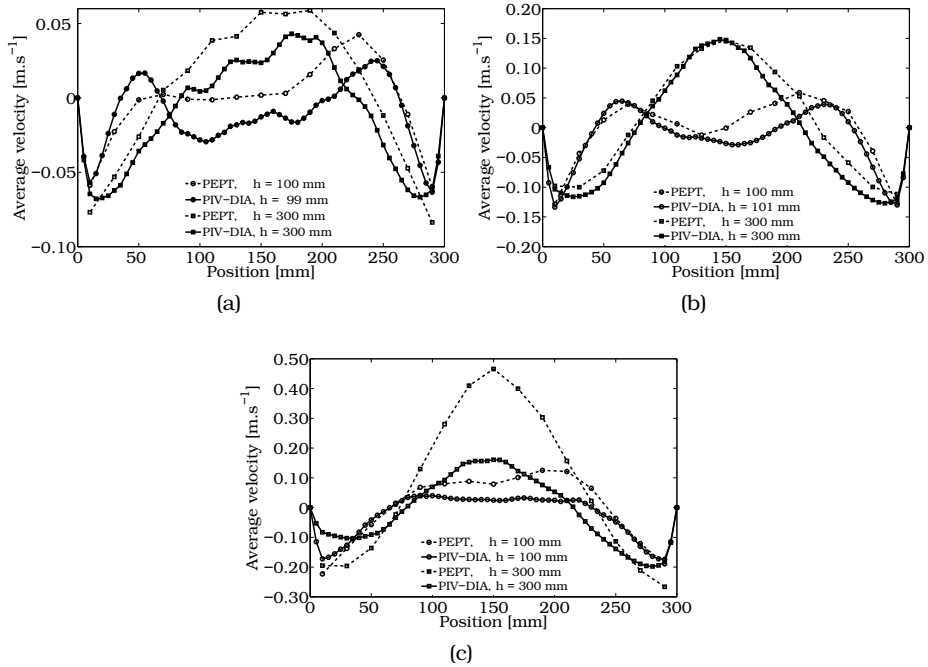 Average velocity [m.s⁻¹]
0.05
0
−0.05
−0.10
PEPT, h = 100 mm
PIV−DIA, h = 99 mm
PEPT, h = 300 mm
PIV−DIA, h = 300 mm
0 50 100 150 200 250 300
Position [mm]
(a)
Average velocity [m.s⁻¹]
0.20
0.15
0.10
0.05
0
−0.05
−0.10
−0.15
−0.20
PEPT, h = 100 mm
PIV−DIA, h = 101 mm
PEPT, h = 300 mm
PIV−DIA, h = 300 mm
0 50 100 150 200 250 300
Position [mm]
(b)
Average velocity [m.s⁻¹]
0.50
0.40
0.30
0.20
0.10
0
−0.10
−0.20
−0.30
PEPT, h = 100 mm
PIV−DIA, h = 100 mm
PEPT, h = 300 mm
PIV−DIA, h = 300 mm
0 50 100 150 200 250 300
Position [mm]
(c)